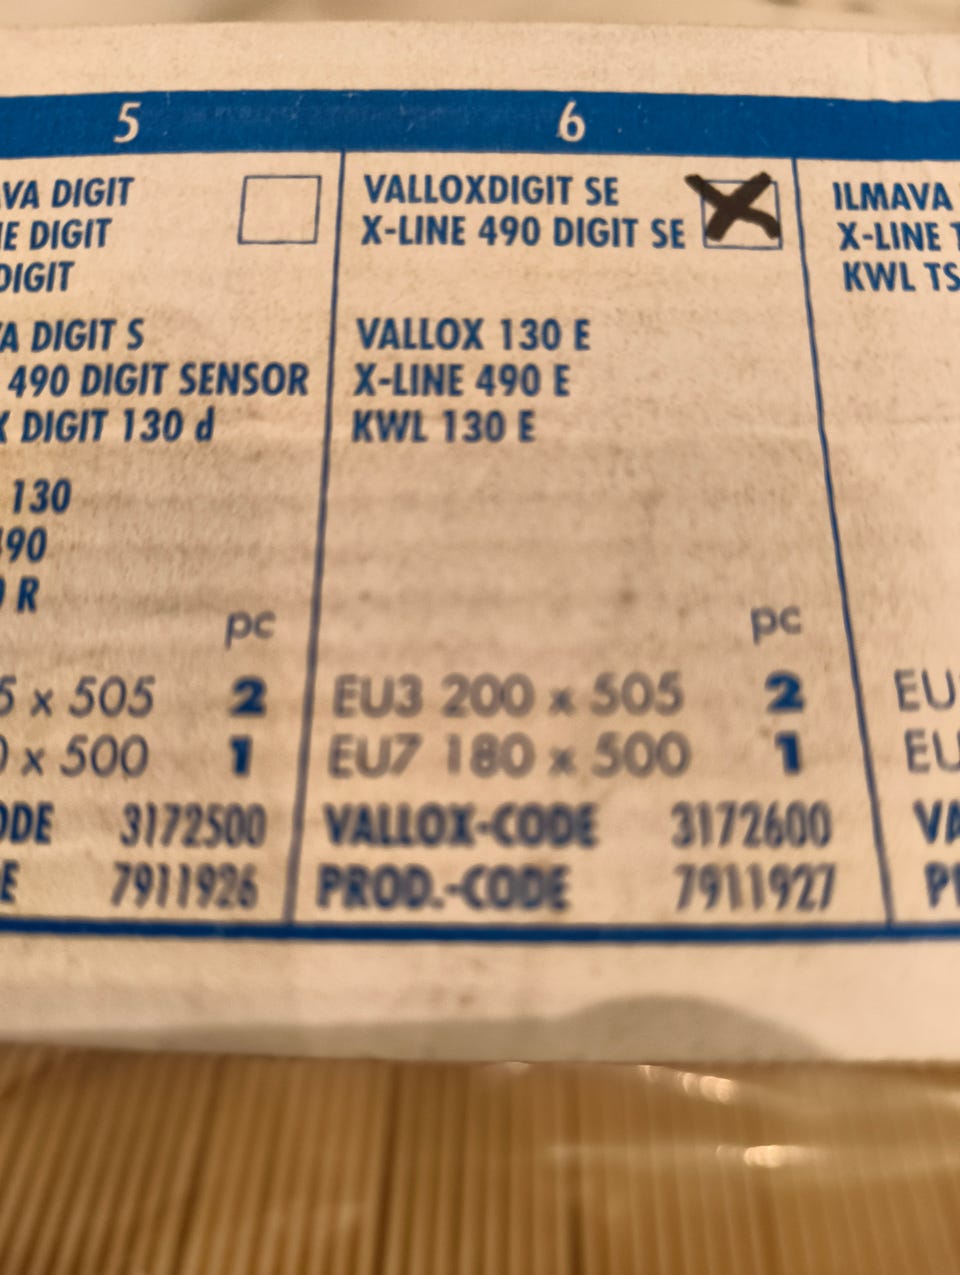 5
VA DIGIT
E DIGIT
DIGIT
A DIGIT S
490 DIGIT SENSOR
X DIGIT 130 d
130
490
R
pc
5 x 505 2
0 x 500 1
ODE 3172500
E 7911926
6
VALLOXDIGIT SE
X-LINE 490 DIGIT SE
VALLOX 130 E
X-LINE 490 E
KWL 130 E
pc
EU3 200 x 505 2
EU7 180 x 500 1
VALLOX-CODE 3172600
PROD.-CODE 7911927
ILMAVA
X-LINE T
KWL TS
EU
EU
VA
P